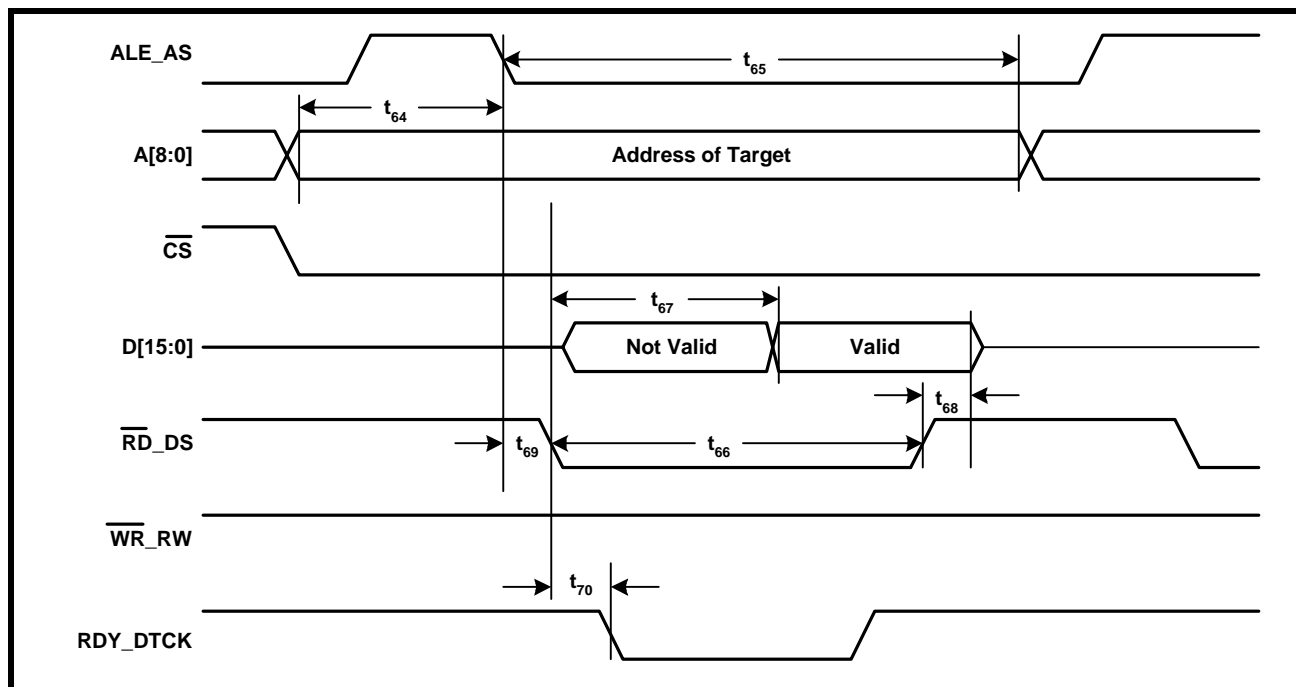 ALE_AS
t65
t64
A[8:0]
Address of Target
CS
t67
D[15:0]
Not Valid
Valid
t68
RD_DS
t69
t66
WR_RW
t70
RDY_DTCK